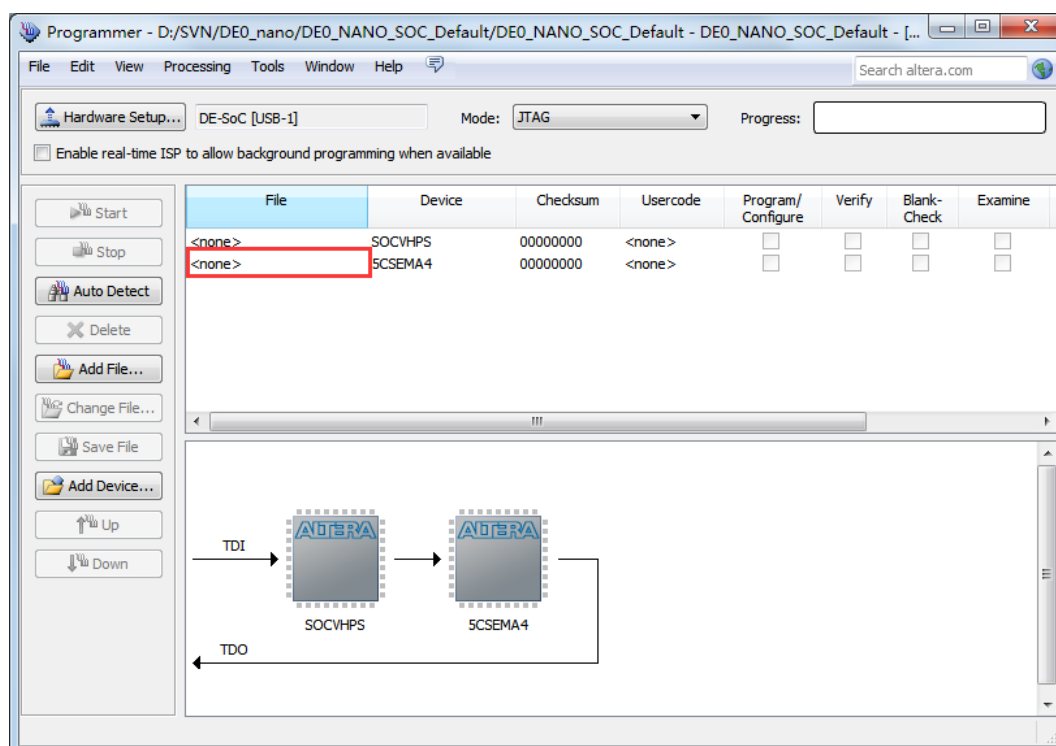 Programmer - D:/SVN/DE0_nano/DE0_NANO_SOC_Default/DE0_NANO_SOC_Default - DE0_NANO_SOC_Default - [...
File Edit View Processing Tools Window Help
Search altera.com
Hardware Setup... DE-SoC [USB-1] Mode: JTAG Progress:
Enable real-time ISP to allow background programming when available
Start
Stop
Auto Detect
Delete
Add File...
Change File...
Save File
Add Device...
Up
Down
File Device Checksum Usercode Program/ Configure Verify Blank- Check Examine
<none> SOCVHPS 00000000 <none>
<none> 5CSEMA4 00000000 <none>
ALTERA ALTERA
TDI
SOCVHPS 5CSEMA4
TDO